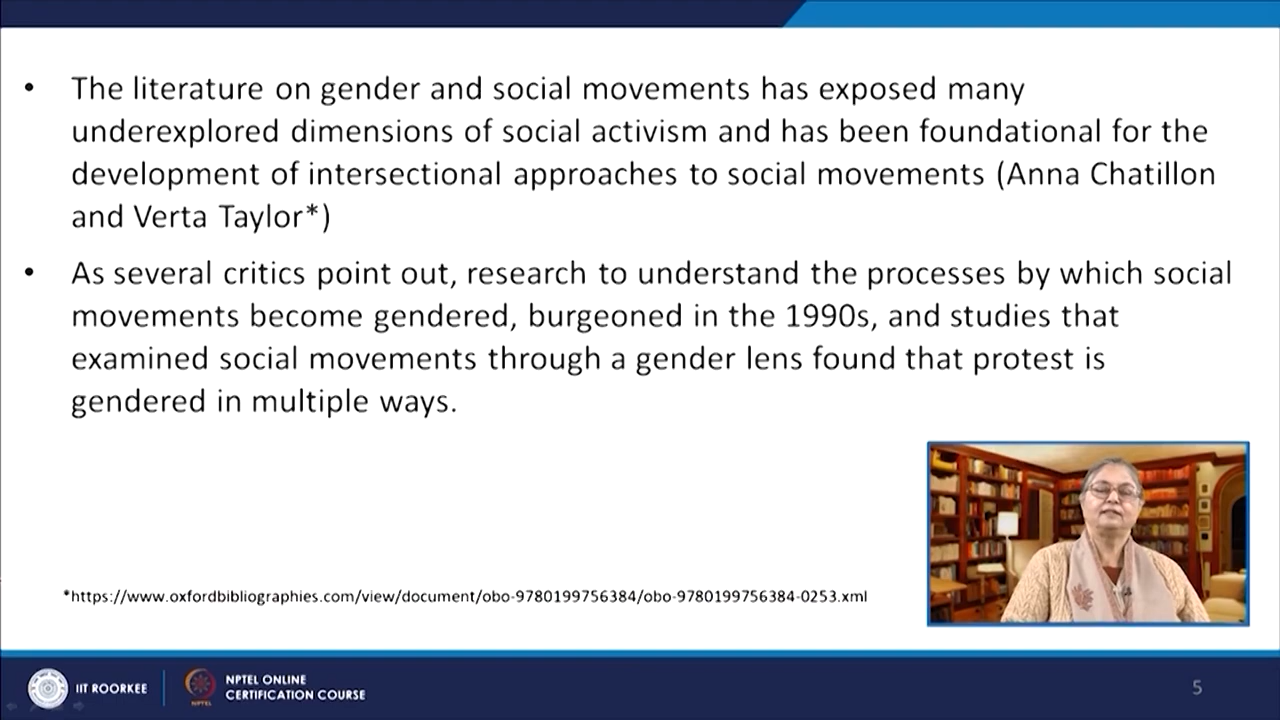 • The literature on gender and social movements has exposed many
underexplored dimensions of social activism and has been foundational for the
development of intersectional approaches to social movements (Anna Chatillon
and Verta Taylor*)
• As several critics point out, research to understand the processes by which social
movements become gendered, burgeoned in the 1990s, and studies that
examined social movements through a gender lens found that protest is
gendered in multiple ways.
*https://www.oxfordbibliographies.com/view/document/obo-9780199756384/obo-9780199756384-0253.xml
IIT ROORKEE
NPTEL
NPTEL ONLINE
CERTIFICATION COURSE
5